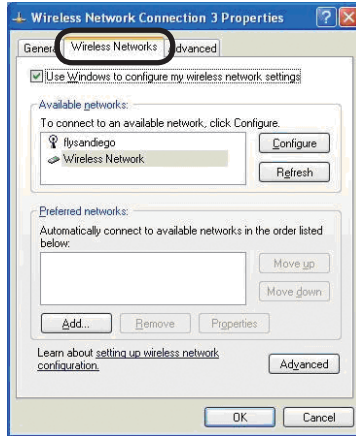 Wireless Network Connection 3 Properties
General Wireless Networks Advanced
Use Windows to configure my wireless network settings
Available networks:
To connect to an available network, click Configure.
flysandiego
Configure
Wireless Network
Refresh
Preferred networks:
Automatically connect to available networks in the order listed
below:
Move up
Move down
Add... Remove Properties
Learn about setting up wireless network
configuration.
Advanced
OK Cancel